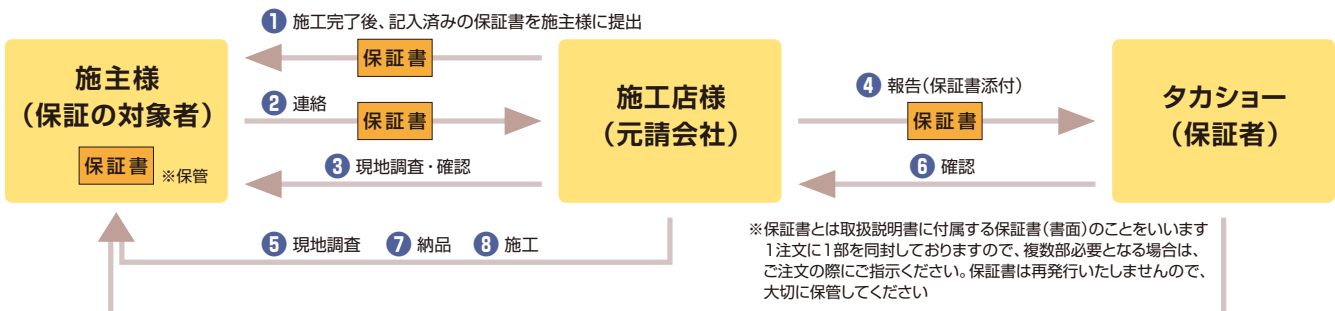 ❶ 施工完了後、記入済みの保証書を施主様に提出
保証書
施主様
(保証の対象者)
保証書 ※保管
❷ 連絡
保証書
❸ 現地調査・確認
施工店様
(元請会社)
❹ 報告(保証書添付)
保証書
❻ 確認
タカショー
(保証者)
❺ 現地調査 ❼ 納品 ❽ 施工
※保証書とは取扱説明書に付属する保証書(書面)のことをいいます
1注文に1部を同封しておりますので、複数部必要となる場合は、
ご注文の際にご指示ください。保証書は再発行いたしませんので、
大切に保管してください